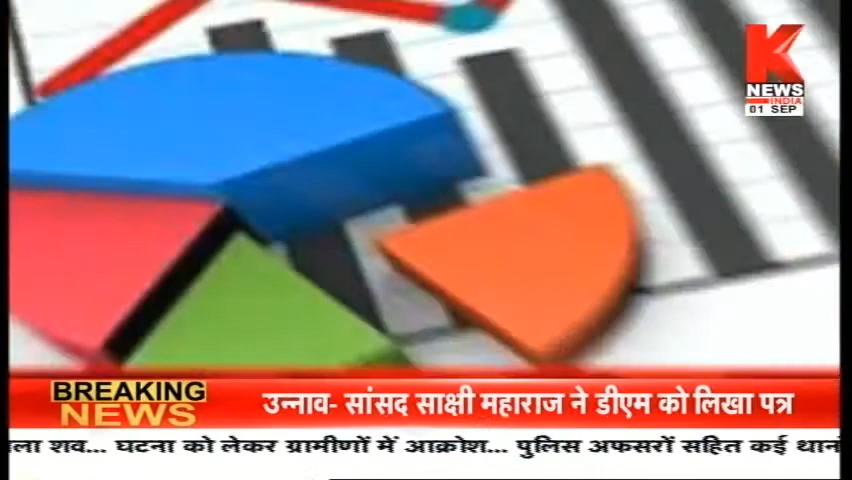 K
NEWS
INDIA
01 SEP
BREAKING
NEWS
उन्नाव- सांसद साक्षी महाराज ने डीएम को लिखा पत्र
शव... घटना को लेकर ग्रामीणों में आक्रोश... पुलिस अफसरों सहित कई